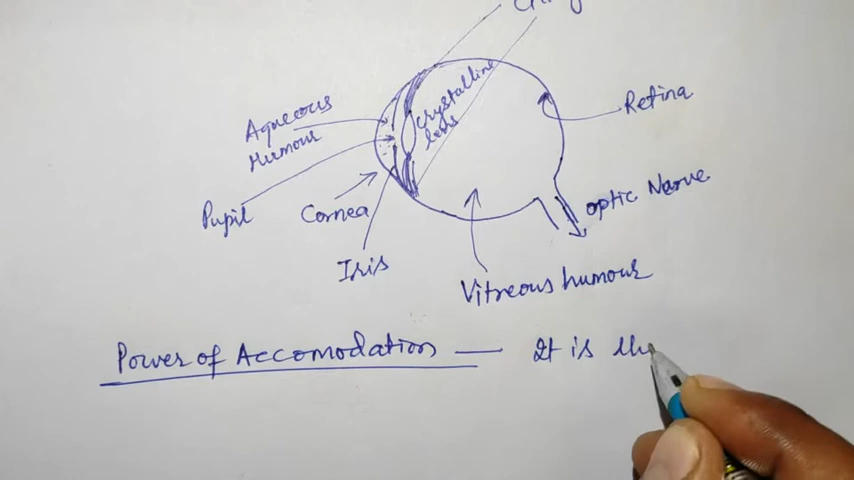 Aqueous
Humour
Crystalline
lens
Retina
Pupil
Cornea
optic Nerve
Iris
Vitreous humour
Power of Accomodation — It is the